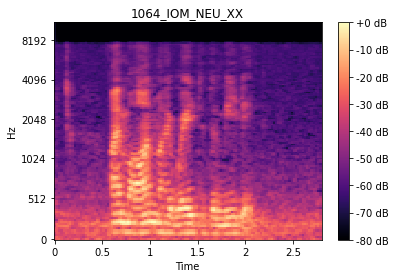 1064_IOM_NEU_XX
+0 dB
8192
-10 dB
4096
-20 dB
-30 dB
2048
Hz
-40 dB
1024
-50 dB
512
-60 dB
-70 dB
0
-80 dB
0 0.5 1 1.5 2 2.5
Time